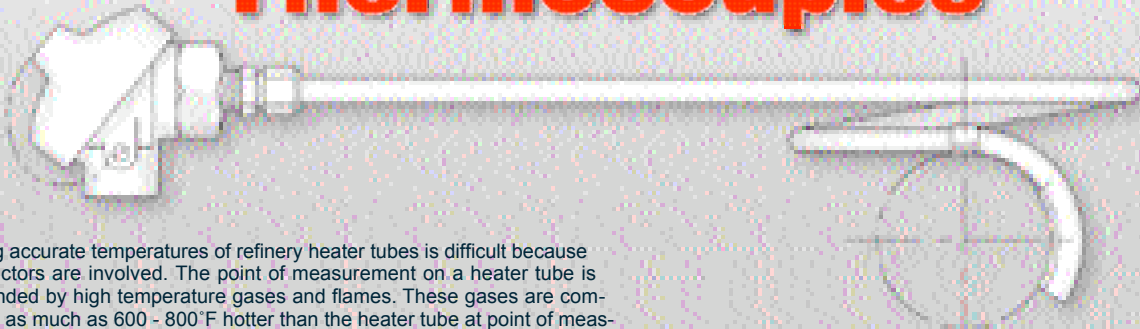 Thermocouples
g accurate temperatures of refinery heater tubes is difficult because
ctors are involved. The point of measurement on a heater tube is
nded by high temperature gases and flames. These gases are com-
as much as 600 - 800˚F hotter than the heater tube at point of meas-